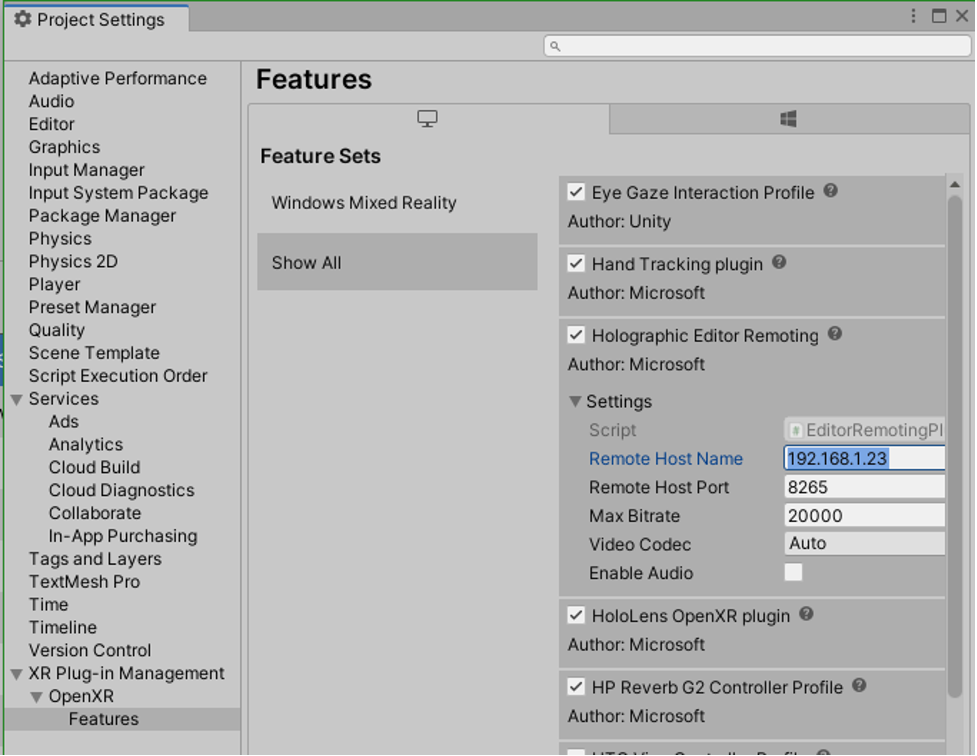 Project Settings
Adaptive Performance
Audio
Editor
Graphics
Input Manager
Input System Package
Package Manager
Physics
Physics 2D
Player
Preset Manager
Quality
Scene Template
Script Execution Order
Services
Ads
Analytics
Cloud Build
Cloud Diagnostics
Collaborate
In-App Purchasing
Tags and Layers
TextMesh Pro
Time
Timeline
Version Control
XR Plug-in Management
OpenXR
Features
Features
Feature Sets
Windows Mixed Reality
Show All
Eye Gaze Interaction Profile
Author: Unity
Hand Tracking plugin
Author: Microsoft
Holographic Editor Remoting
Author: Microsoft
Settings
Script # EditorRemotingPl
Remote Host Name 192.168.1.23
Remote Host Port 8265
Max Bitrate 20000
Video Codec Auto
Enable Audio
HoloLens OpenXR plugin
Author: Microsoft
HP Reverb G2 Controller Profile
Author: Microsoft